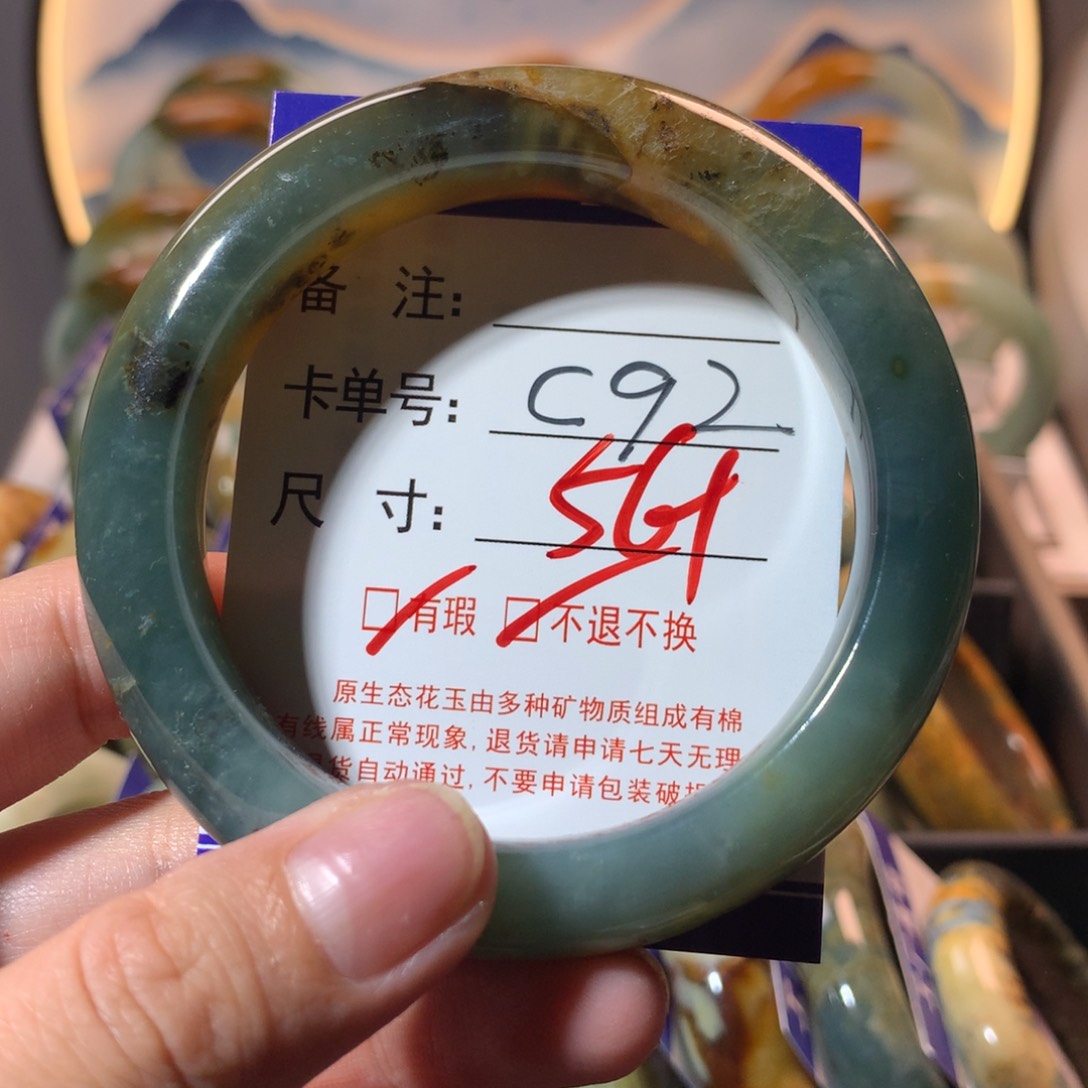 备 注:
卡单号: C92
尺 寸: 561
有瑕 不退不换
原生态花玉由多种矿物质组成有棉
有线属正常现象,退货请申请七天无理
退货自动通过,不要申请包装破损